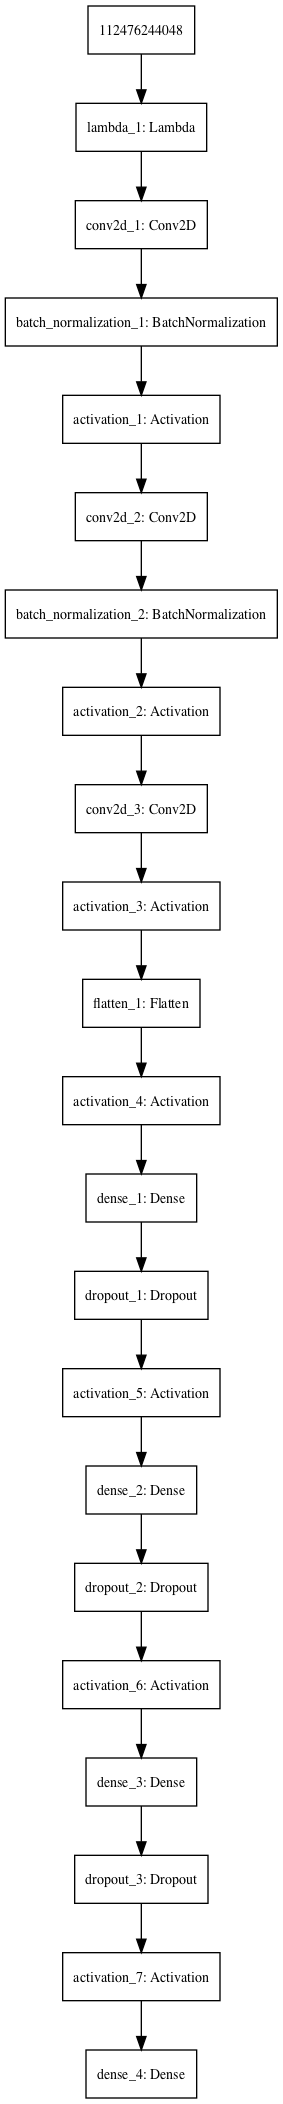 112476244048
lambda_1: Lambda
conv2d_1: Conv2D
batch_normalization_1: BatchNormalization
activation_1: Activation
conv2d_2: Conv2D
batch_normalization_2: BatchNormalization
activation_2: Activation
conv2d_3: Conv2D
activation_3: Activation
flatten_1: Flatten
activation_4: Activation
dense_1: Dense
dropout_1: Dropout
activation_5: Activation
dense_2: Dense
dropout_2: Dropout
activation_6: Activation
dense_3: Dense
dropout_3: Dropout
activation_7: Activation
dense_4: Dense